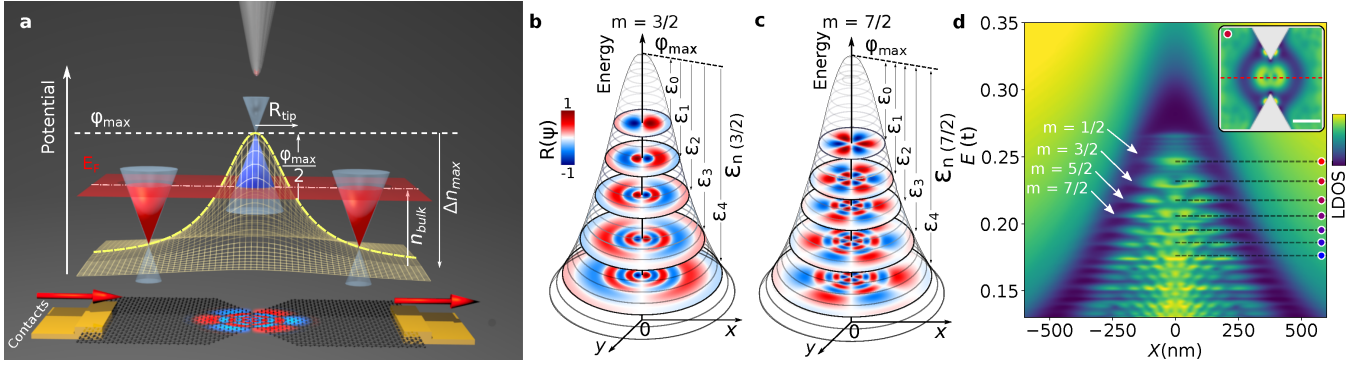 a
Potential
φmax
Rtip
φmax
2
EF
Δnmax
nbulk
Contacts
b
m = 3/2
Energy
φmax
ε0
ε1
ε2
ε3
ε4
εn (3/2)
1
R(ψ)
-1
0
x
y
c
m = 7/2
Energy
φmax
ε0
ε1
ε2
ε3
ε4
εn (7/2)
0
x
y
d
0.35
0.30
0.25
0.20
0.15
E (t)
m = 1/2
m = 3/2
m = 5/2
m = 7/2
−500
−250
0
250
500
X(nm)
LDOS